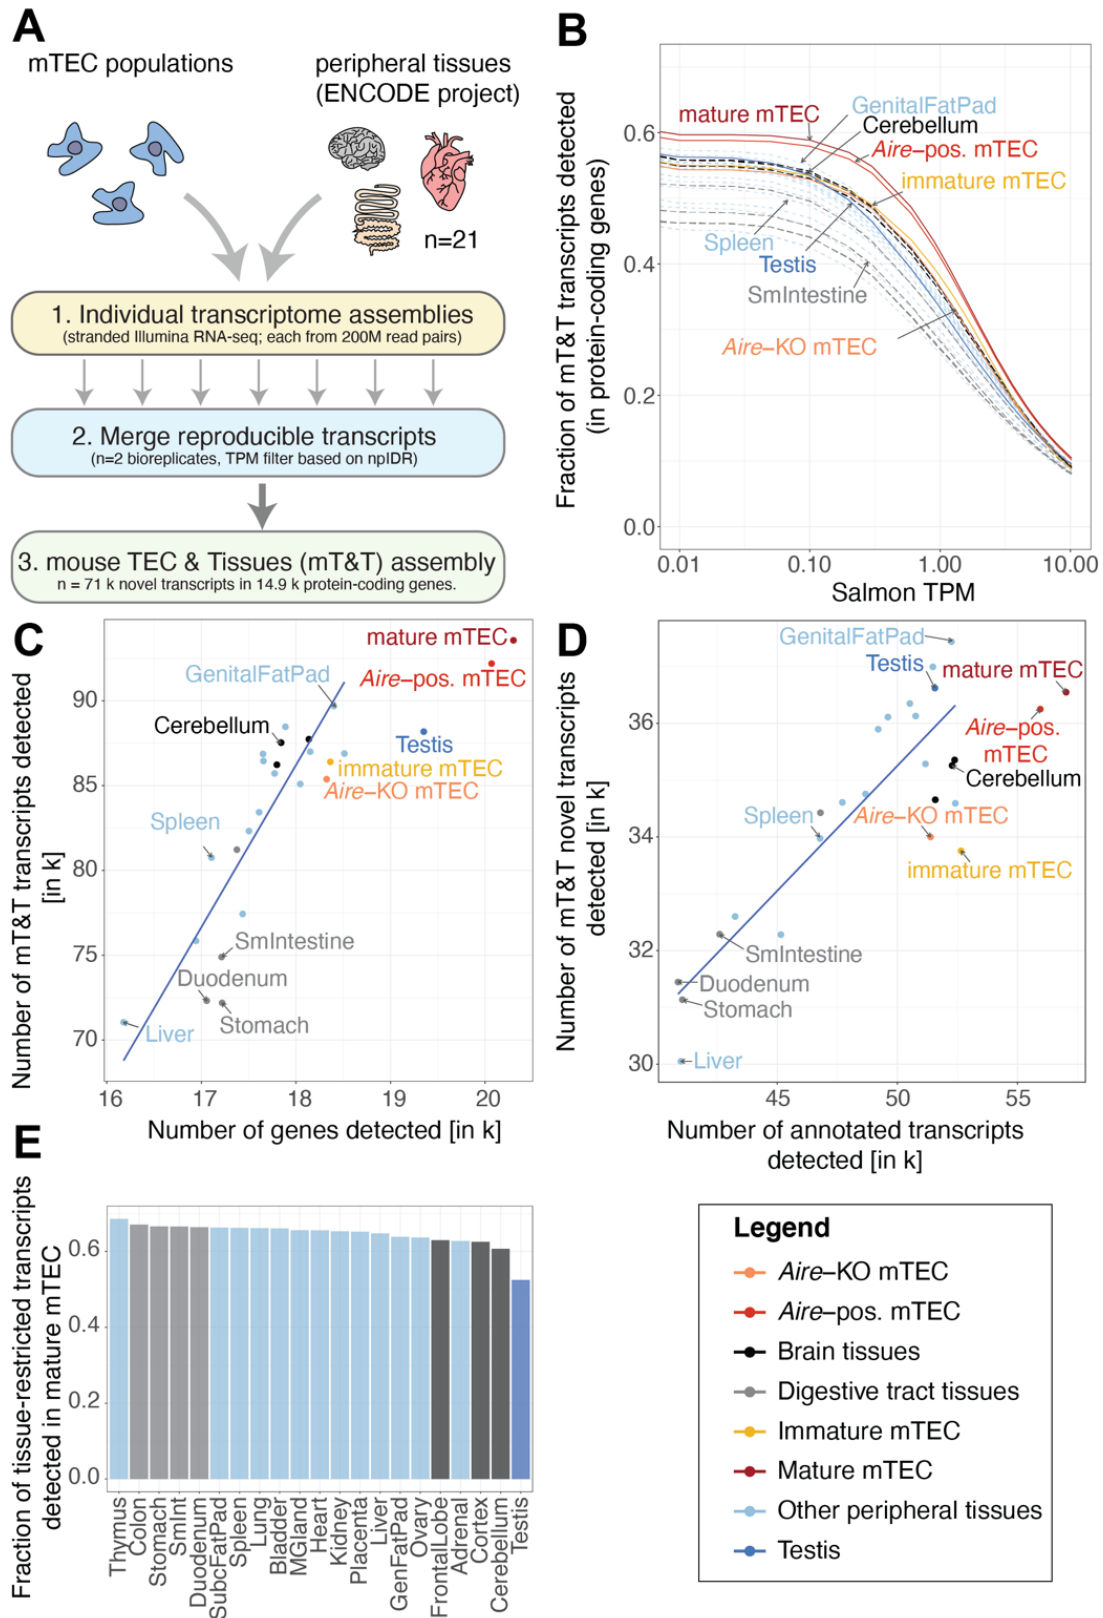 A
mTEC populations
peripheral tissues
(ENCODE project)
n=21
1. Individual transcriptome assemblies
(stranded Illumina RNA-seq; each from 200M read pairs)
2. Merge reproducible transcripts
(n=2 bioreplicates, TPM filter based on npIDR)
3. mouse TEC & Tissues (mT&T) assembly
n = 71 k novel transcripts in 14.9 k protein-coding genes.
B
Fraction of mT&T transcripts detected
(in protein-coding genes)
0.6
0.4
0.2
0.0
mature mTEC
GenitalFatPad
Cerebellum
Aire–pos. mTEC
immature mTEC
Spleen
Testis
SmIntestine
Aire–KO mTEC
0.01
0.10
1.00
10.00
Salmon TPM
C
Number of mT&T transcripts detected
[in k]
90
85
80
75
70
mature mTEC
GenitalFatPad
Aire–pos. mTEC
Cerebellum
Testis
immature mTEC
Aire–KO mTEC
Spleen
SmIntestine
Duodenum
Stomach
Liver
16
17
18
19
20
Number of genes detected [in k]
D
Number of mT&T novel transcripts
detected [in k]
36
34
32
30
GenitalFatPad
Testis
mature mTEC
Aire–pos.
mTEC
Cerebellum
Spleen
Aire–KO mTEC
immature mTEC
SmIntestine
Duodenum
Stomach
Liver
45
50
55
Number of annotated transcripts
detected [in k]
E
Fraction of tissue-restricted transcripts
detected in mature mTEC
0.6
0.4
0.2
0.0
Thymus
Colon
Stomach
SmInt
Duodenum
SubcFatPad
Spleen
Lung
Bladder
MGland
Heart
Kidney
Placenta
Liver
GenFatPad
Ovary
FrontalLobe
Adrenal
Cortex
Cerebellum
Testis
Legend
Aire–KO mTEC
Aire–pos. mTEC
Brain tissues
Digestive tract tissues
Immature mTEC
Mature mTEC
Other peripheral tissues
Testis